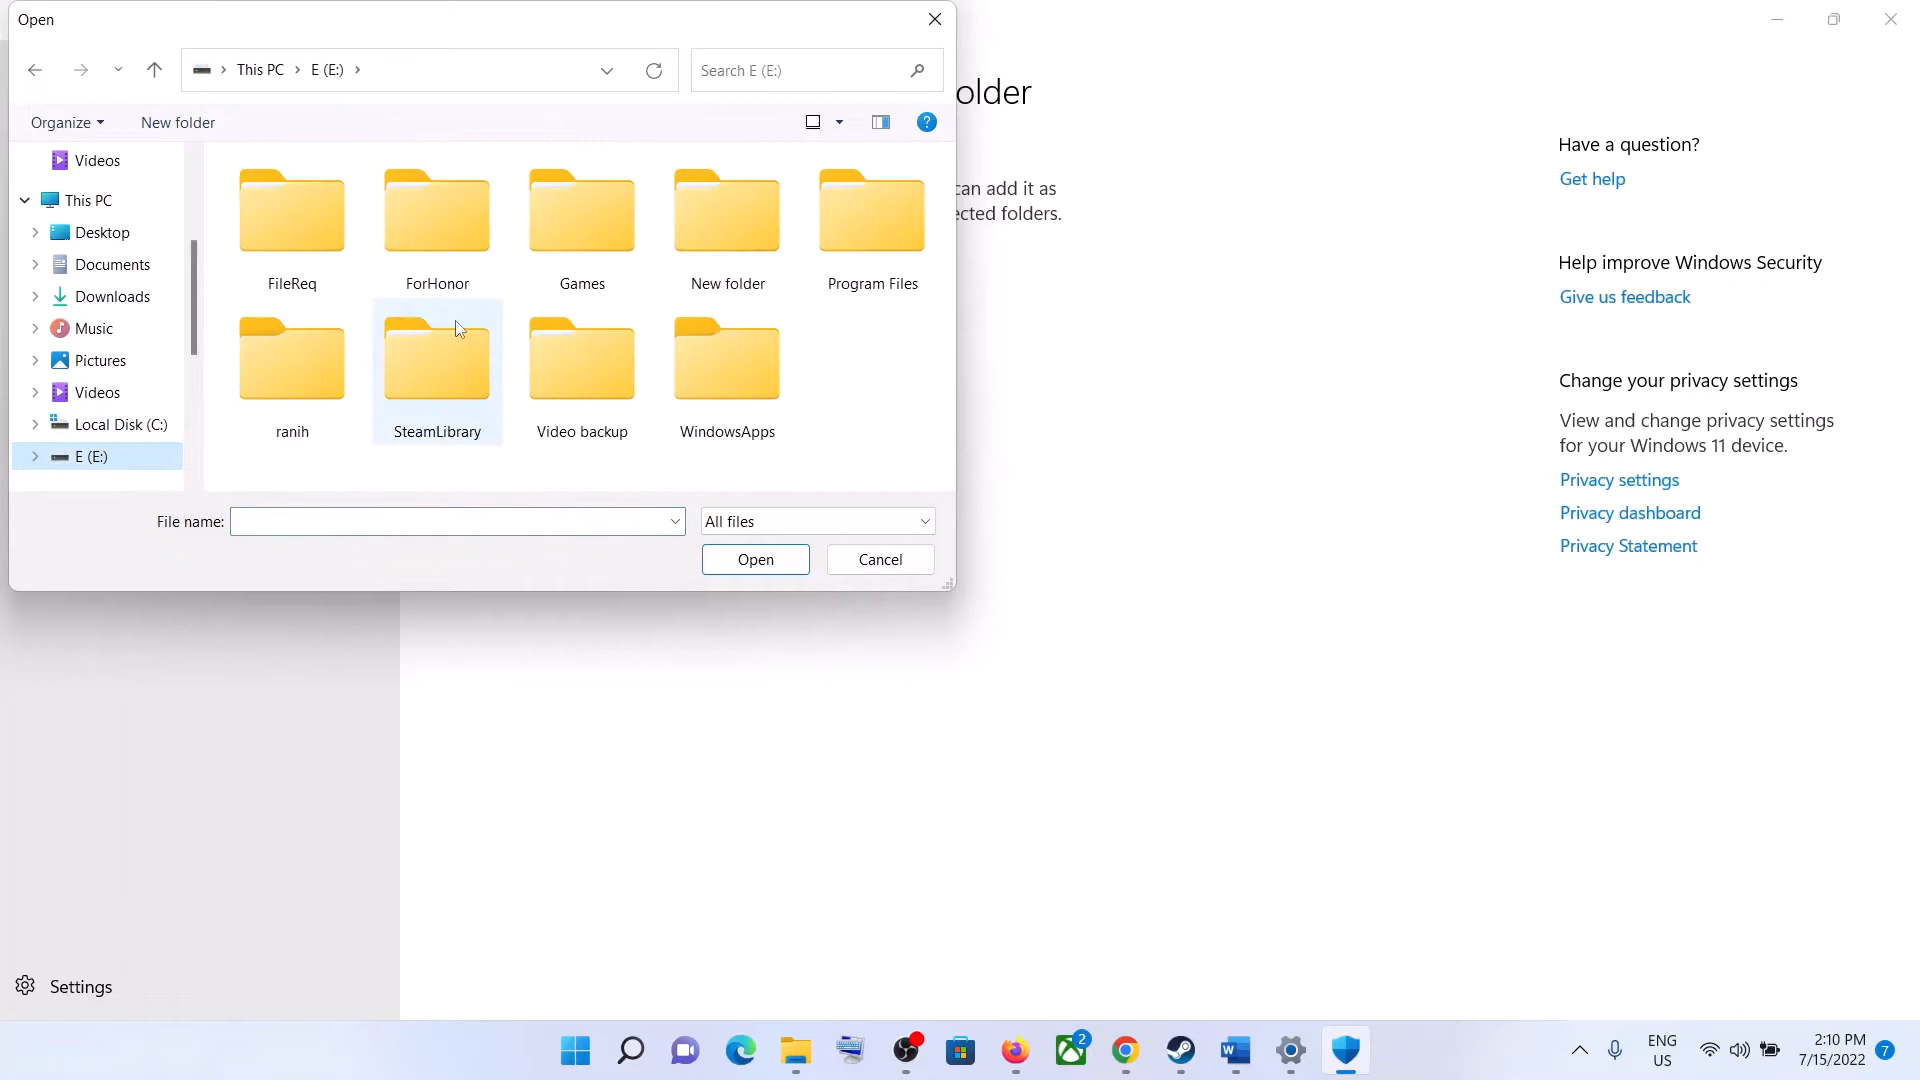 Open
This PC
E (E:)
Search E (E:)
Organize
New folder
?
Videos
This PC
Desktop
Documents
Downloads
Music
Pictures
Videos
Local Disk (C:)
E (E:)
FileReq
ForHonor
Games
New folder
Program Files
ranih
SteamLibrary
Video backup
WindowsApps
File name:
All files
Open
Cancel
older
can add it as
ected folders.
Have a question?
Get help
Help improve Windows Security
Give us feedback
Change your privacy settings
View and change privacy settings
for your Windows 11 device.
Privacy settings
Privacy dashboard
Privacy Statement
Settings
2
W
ENG
US
2:10 PM
7/15/2022
7